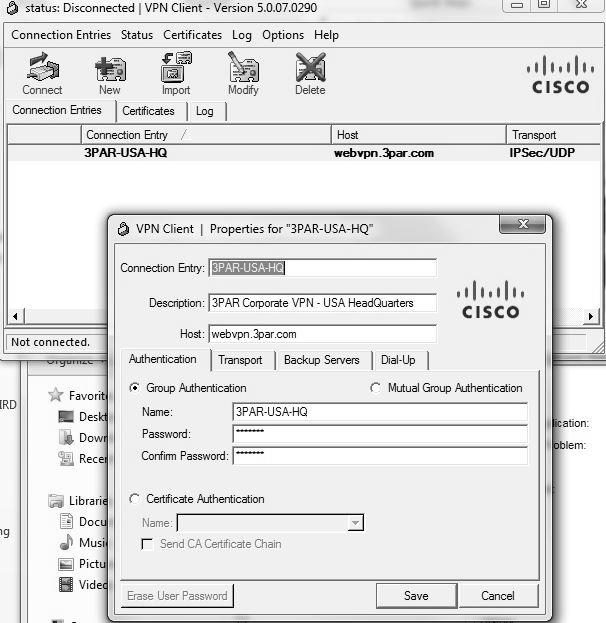 status: Disconnected | VPN Client - Version 5.0.07.0290
Connection Entries Status Certificates Log Options Help
Connect New Import Modify Delete
CISCO
Connection Entries Certificates Log
Connection Entry / Host Transport
3PAR-USA-HQ webvpn.3par.com IPSec/UDP
VPN Client | Properties for "3PAR-USA-HQ"
Connection Entry: 3PAR-USA-HQ
Description: 3PAR Corporate VPN - USA HeadQuarters
CISCO
Host: webvpn.3par.com
Not connected.
Authentication Transport Backup Servers Dial-Up
Group Authentication Mutual Group Authentication
Name: 3PAR-USA-HQ
Password: *******
Confirm Password: *******
Certificate Authentication
Name:
Send CA Certificate Chain
Erase User Password Save Cancel
Organize
Favorit
Deskt
Down
Recer
Librarie
Docu
Music
Pictu
Videc
IRD
ng
lication:
oblem: